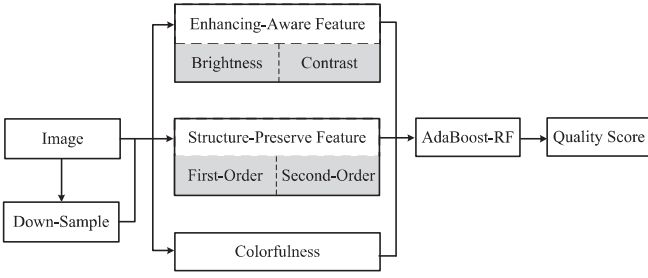 Enhancing-Aware Feature
Brightness
Contrast
Image
Structure-Preserve Feature
AdaBoost-RF
Quality Score
First-Order
Second-Order
Down-Sample
Colorfulness